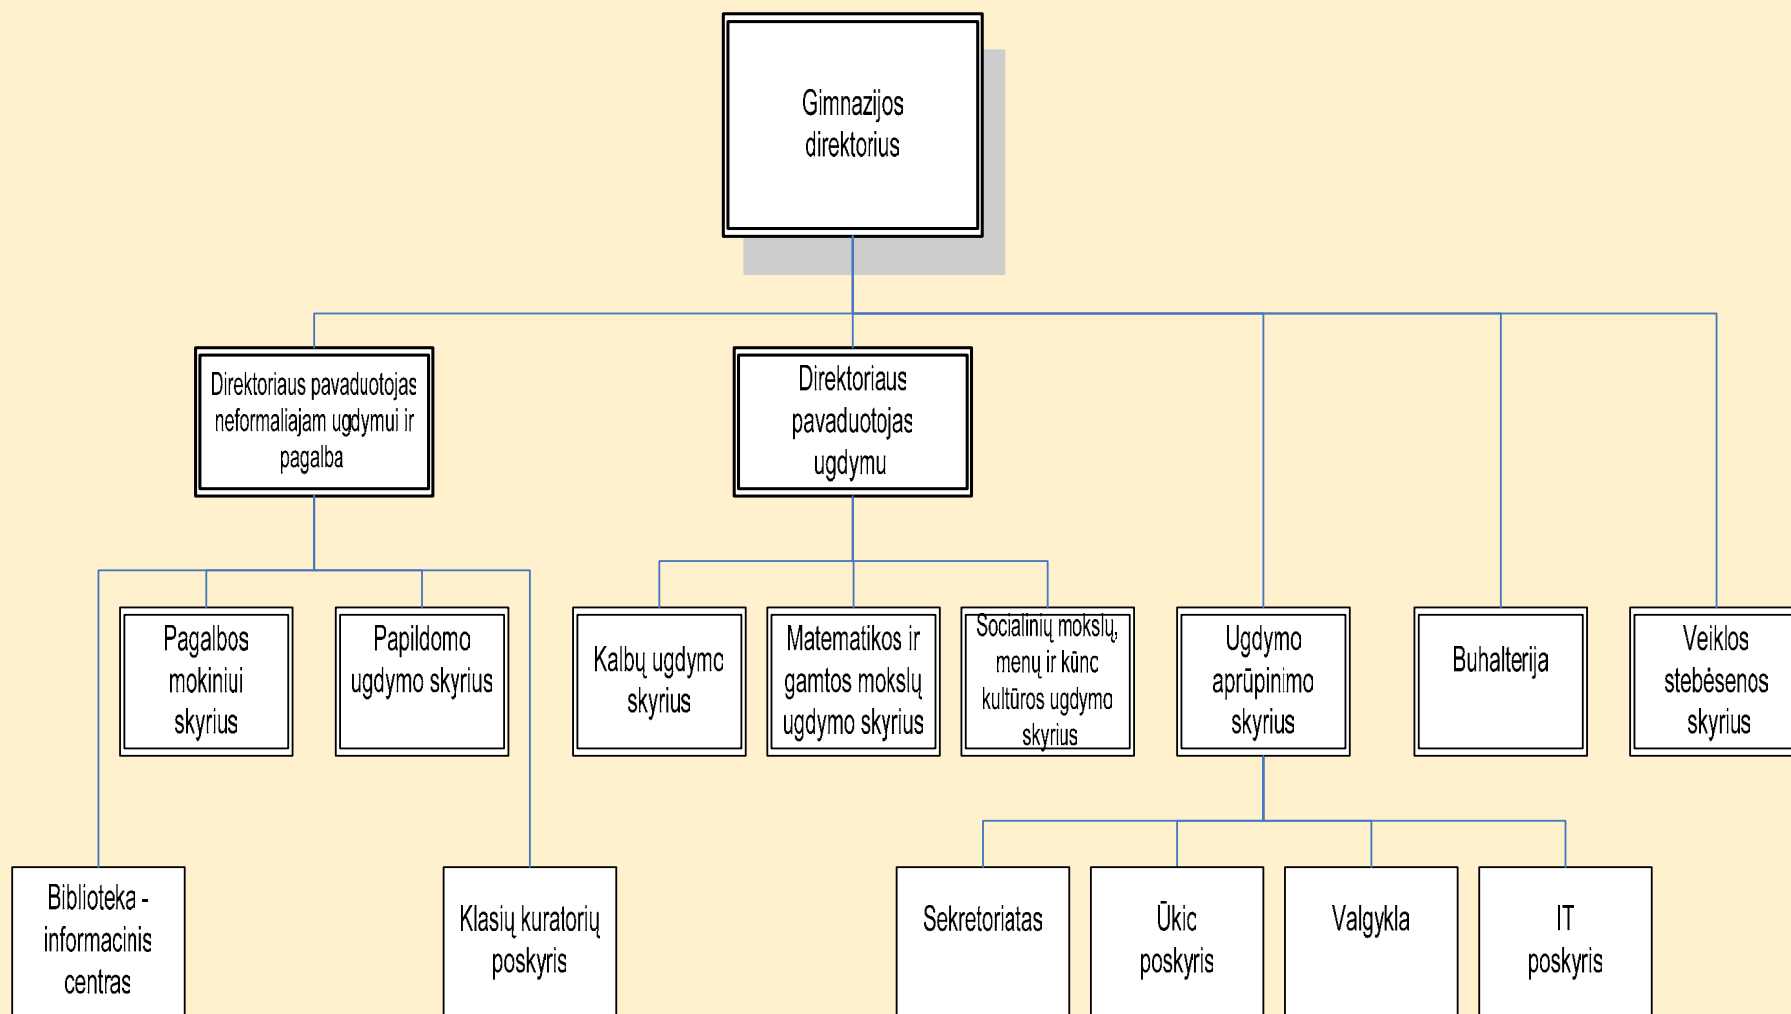 Gimnazijos
direktorius
Direktoriaus pavaduotojas
neformaliajam ugdymui ir
pagalba
Direktoriaus
pavaduotojas
ugdymu
Pagalbos
mokiniui
skyrius
Papildomo
ugdymo skyrius
Kalbų ugdymo
skyrius
Matematikos ir
gamtos mokslų
ugdymo skyrius
Socialinių mokslų,
menų ir kūno
kultūros ugdymo
skyrius
Ugdymo
aprūpinimo
skyrius
Buhalterija
Veiklos
stebėsenos
skyrius
Biblioteka -
informacinis
centras
Klasių kuratorių
poskyris
Sekretoriatas
Ūkio
poskyris
Valgykla
IT
poskyris